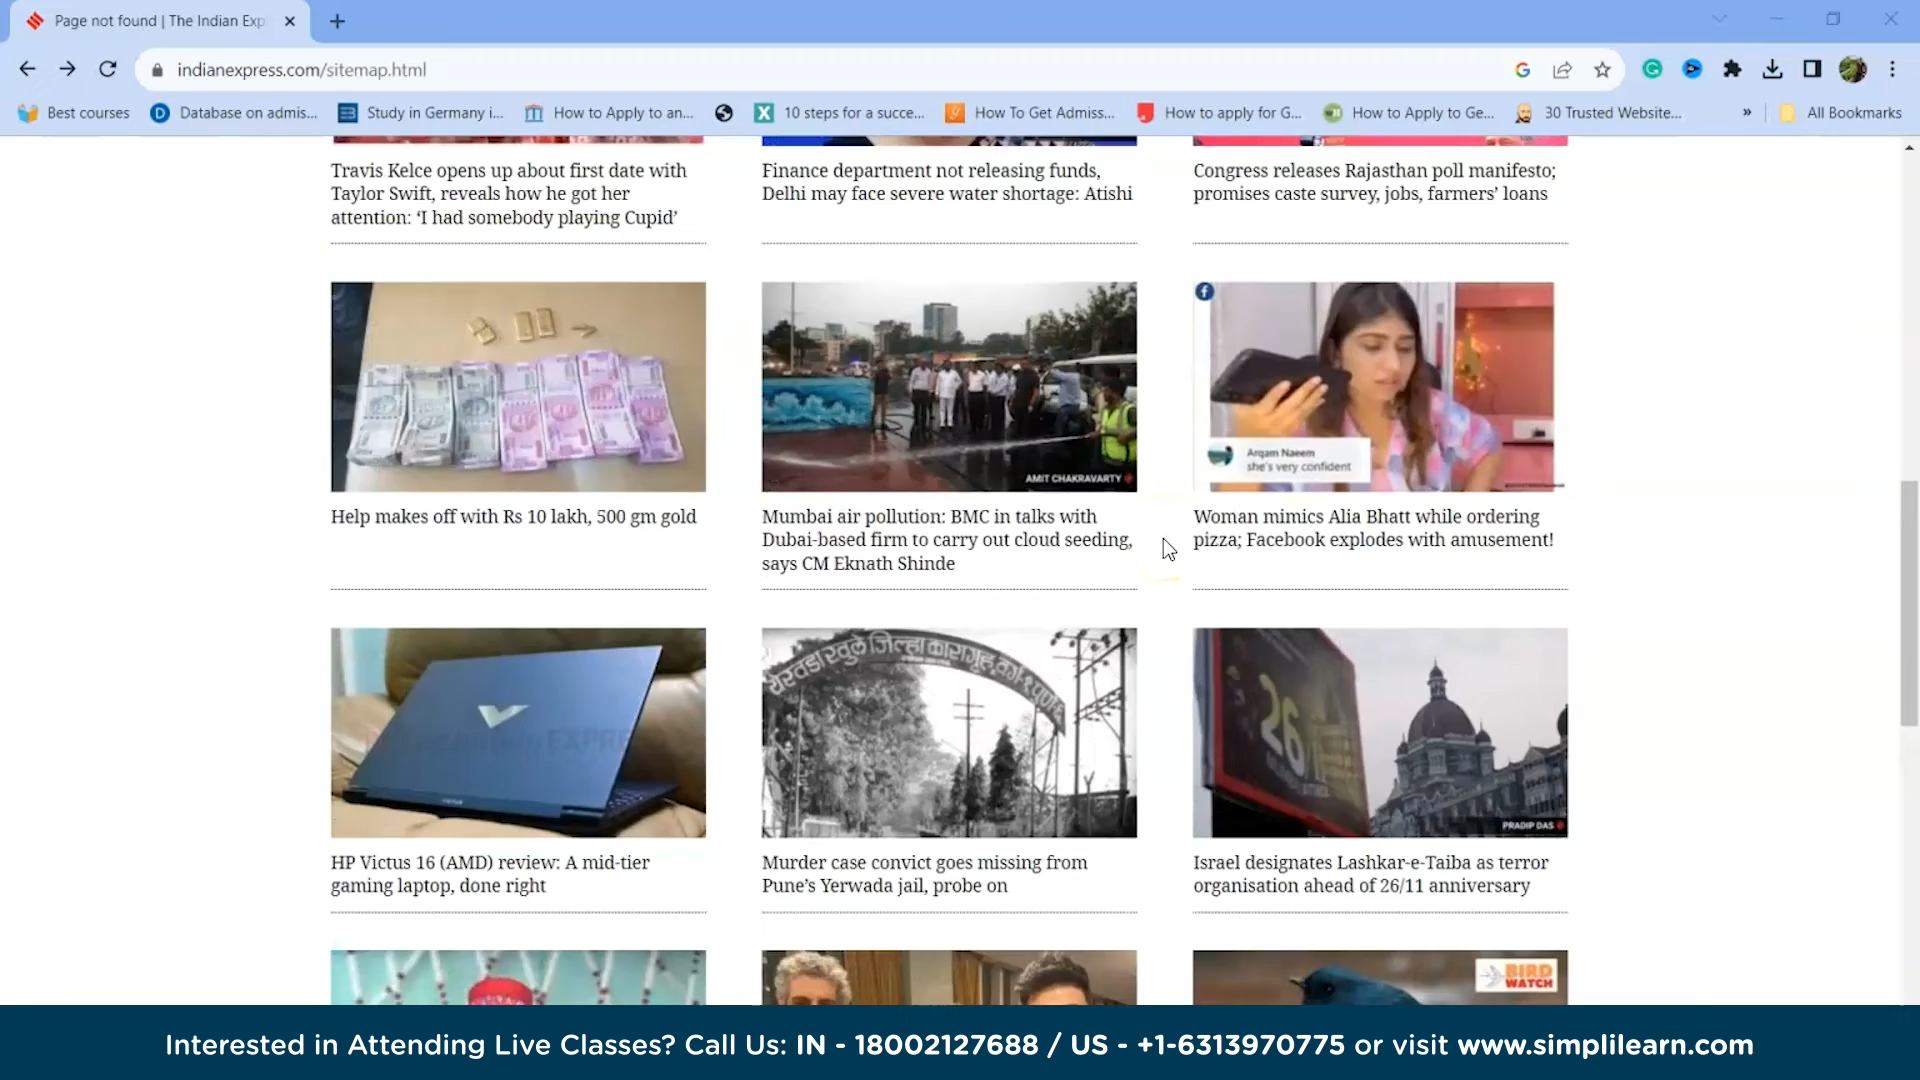 Page not found | The Indian Exp
indianexpress.com/sitemap.html
Best courses
Database on admis...
Study in Germany i...
How to Apply to an...
10 steps for a succe...
How To Get Admiss...
How to apply for G...
How to Apply to Ge...
30 Trusted Website...
»
All Bookmarks
Travis Kelce opens up about first date with
Taylor Swift, reveals how he got her
attention: ‘I had somebody playing Cupid’
Finance department not releasing funds,
Delhi may face severe water shortage: Atishi
Congress releases Rajasthan poll manifesto;
promises caste survey, jobs, farmers’ loans
AMIT CHAKRAVARTY
Arqam Naeem
she's very confident
Help makes off with Rs 10 lakh, 500 gm gold
Mumbai air pollution: BMC in talks with
Dubai-based firm to carry out cloud seeding,
says CM Eknath Shinde
Woman mimics Alia Bhatt while ordering
pizza; Facebook explodes with amusement!
येरवडा खुले जिल्हा कारागृह, वर्ग १ पुणे ६
26
PRADIP DAS
HP Victus 16 (AMD) review: A mid-tier
gaming laptop, done right
Murder case convict goes missing from
Pune’s Yerwada jail, probe on
Israel designates Lashkar-e-Taiba as terror
organisation ahead of 26/11 anniversary
BIRD
WATCH
Interested in Attending Live Classes? Call Us: IN - 18002127688 / US - +1-6313970775 or visit www.simplilearn.com